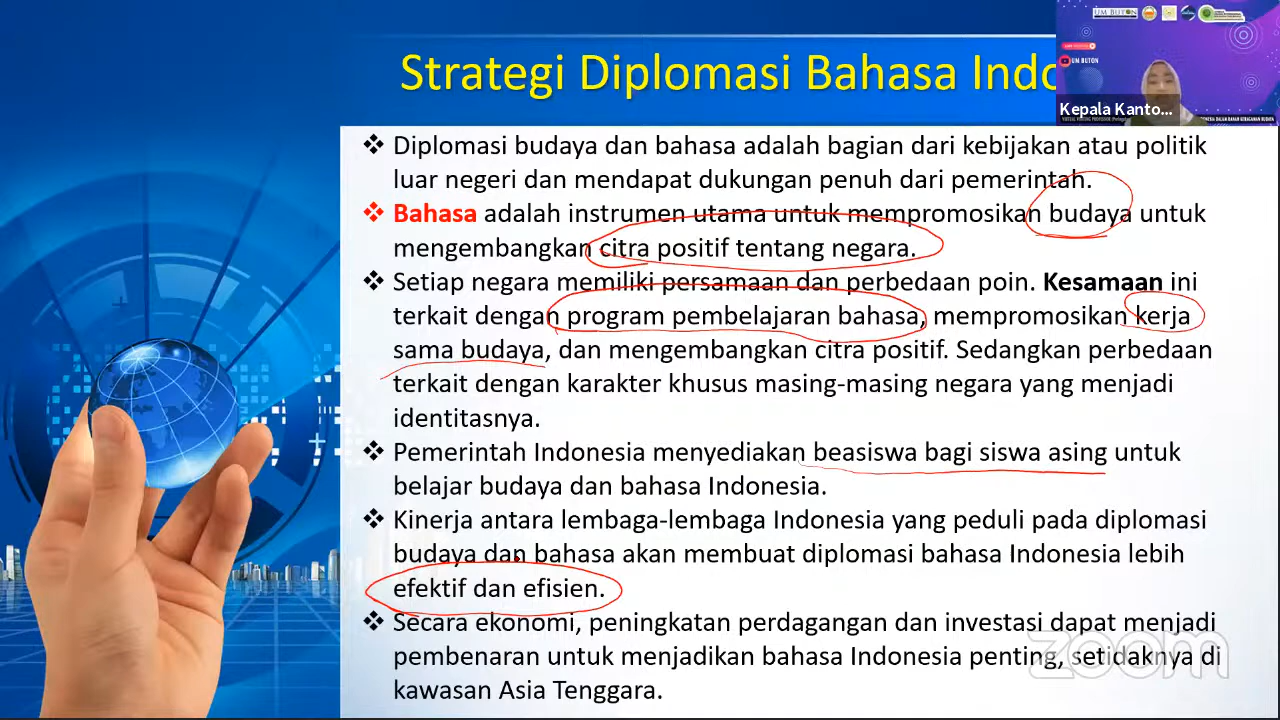 Strategi Diplomasi Bahasa Indo
UM BUTON
UM BUTON
Kepala Kanto...
❖ Diplomasi budaya dan bahasa adalah bagian dari kebijakan atau politik
luar negeri dan mendapat dukungan penuh dari pemerintah.
❖ Bahasa adalah instrumen utama untuk mempromosikan budaya untuk
mengembangkan citra positif tentang negara.
❖ Setiap negara memiliki persamaan dan perbedaan poin. Kesamaan ini
terkait dengan program pembelajaran bahasa, mempromosikan kerja
sama budaya, dan mengembangkan citra positif. Sedangkan perbedaan
terkait dengan karakter khusus masing-masing negara yang menjadi
identitasnya.
❖ Pemerintah Indonesia menyediakan beasiswa bagi siswa asing untuk
belajar budaya dan bahasa Indonesia.
❖ Kinerja antara lembaga-lembaga Indonesia yang peduli pada diplomasi
budaya dan bahasa akan membuat diplomasi bahasa Indonesia lebih
efektif dan efisien.
❖ Secara ekonomi, peningkatan perdagangan dan investasi dapat menjadi
pembenaran untuk menjadikan bahasa Indonesia penting, setidaknya di
kawasan Asia Tenggara.
zoom